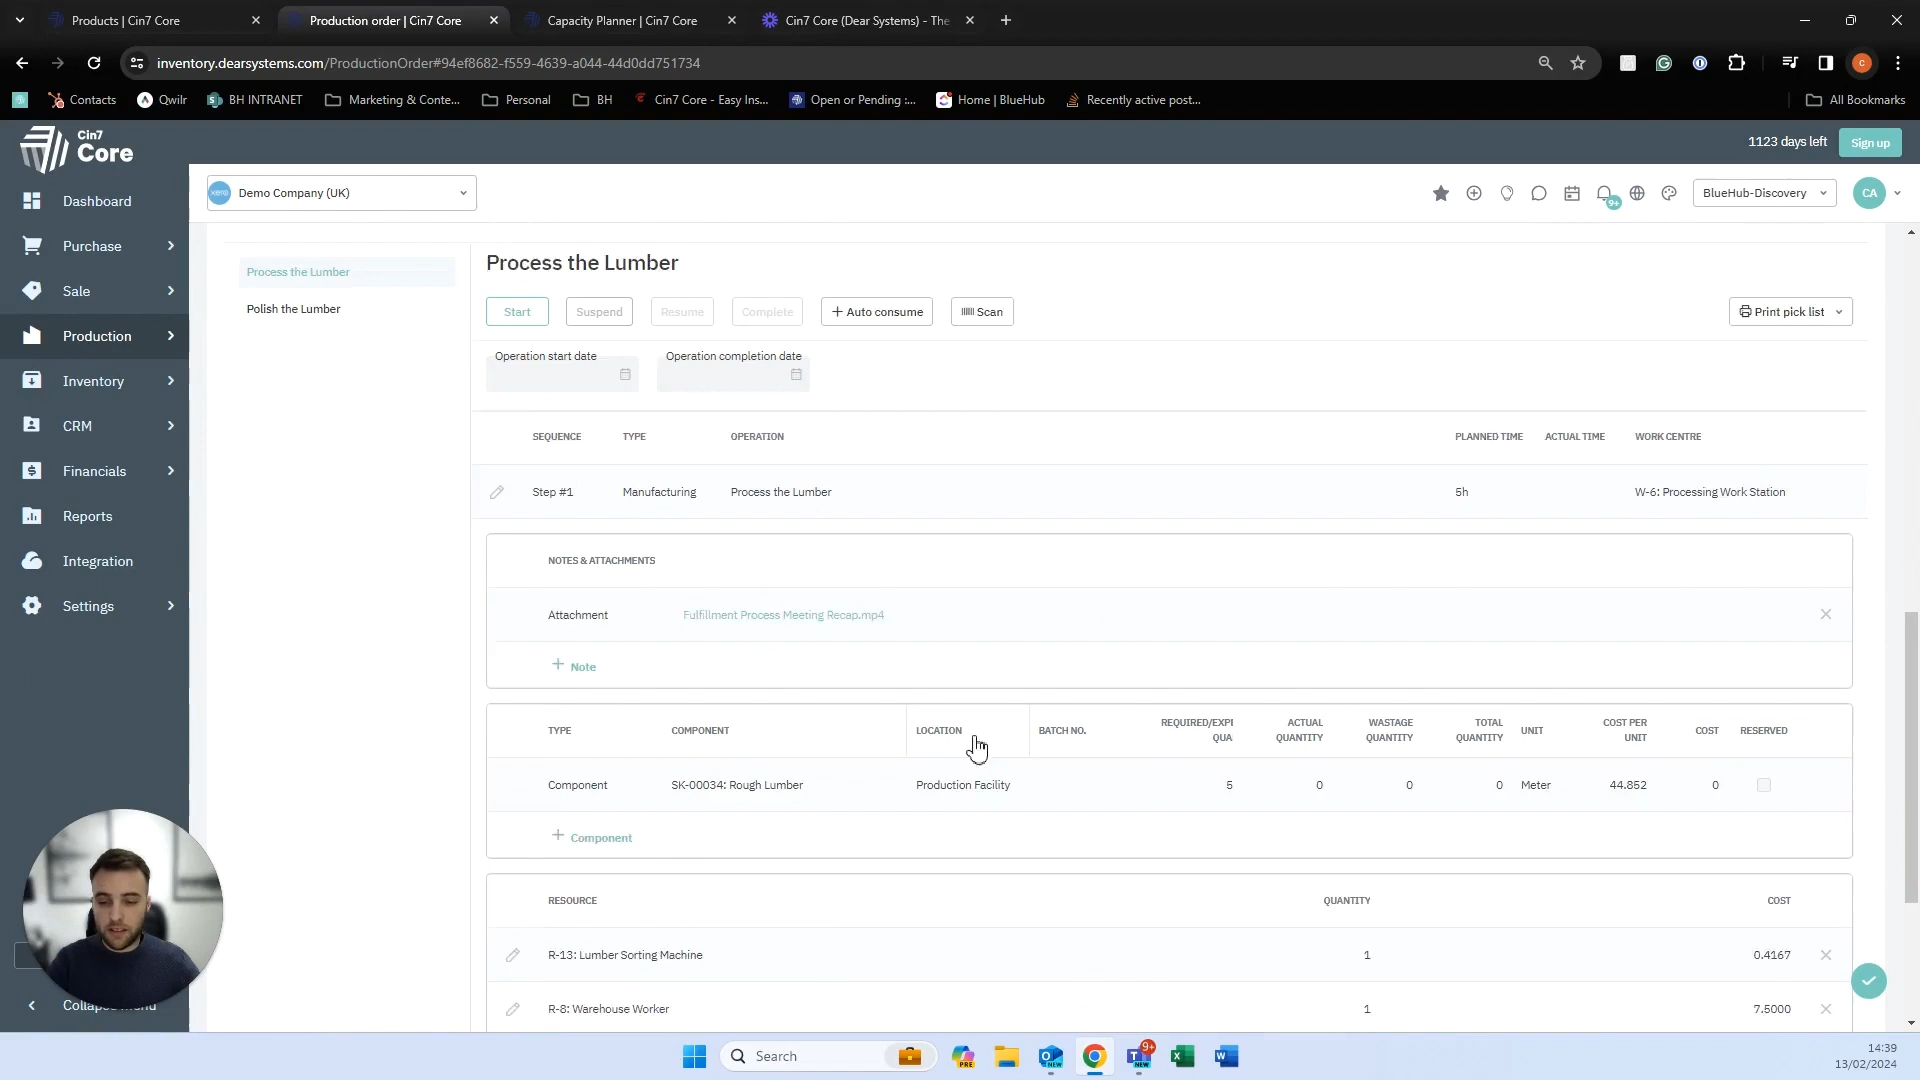 Products | Cin7 Core
Production order | Cin7 Core
Capacity Planner | Cin7 Core
Cin7 Core (Dear Systems) - The
inventory.dearsystems.com/ProductionOrder#94ef8682-f559-4639-a044-44d0dd751734
Contacts
Qwilr
BH INTRANET
Marketing & Conte...
Personal
BH
Cin7 Core - Easy Ins...
Open or Pending :...
Home | BlueHub
Recently active post...
All Bookmarks
Cin7
Core
1123 days left
Sign up
Demo Company (UK)
9+
BlueHub-Discovery
CA
Dashboard
Purchase
Sale
Production
Inventory
CRM
Financials
Reports
Integration
Settings
Process the Lumber
Polish the Lumber
Process the Lumber
Start
Suspend
Resume
Complete
Auto consume
Scan
Print pick list
Operation start date
Operation completion date
SEQUENCE TYPE OPERATION PLANNED TIME ACTUAL TIME WORK CENTRE
Step #1 Manufacturing Process the Lumber 5h W-6: Processing Work Station
NOTES & ATTACHMENTS
Attachment Fulfillment Process Meeting Recap.mp4
+ Note
TYPE COMPONENT LOCATION BATCH NO. REQUIRED/EXPE QUA ACTUAL QUANTITY WASTAGE QUANTITY TOTAL QUANTITY UNIT COST PER UNIT COST RESERVED
Component SK-00034: Rough Lumber Production Facility 5 0 0 0 Meter 44.852 0
+ Component
RESOURCE QUANTITY COST
R-13: Lumber Sorting Machine 1 0.4167
R-8: Warehouse Worker 1 7.5000
Search
PRE
NEW
NEW
9+
14:39
13/02/2024